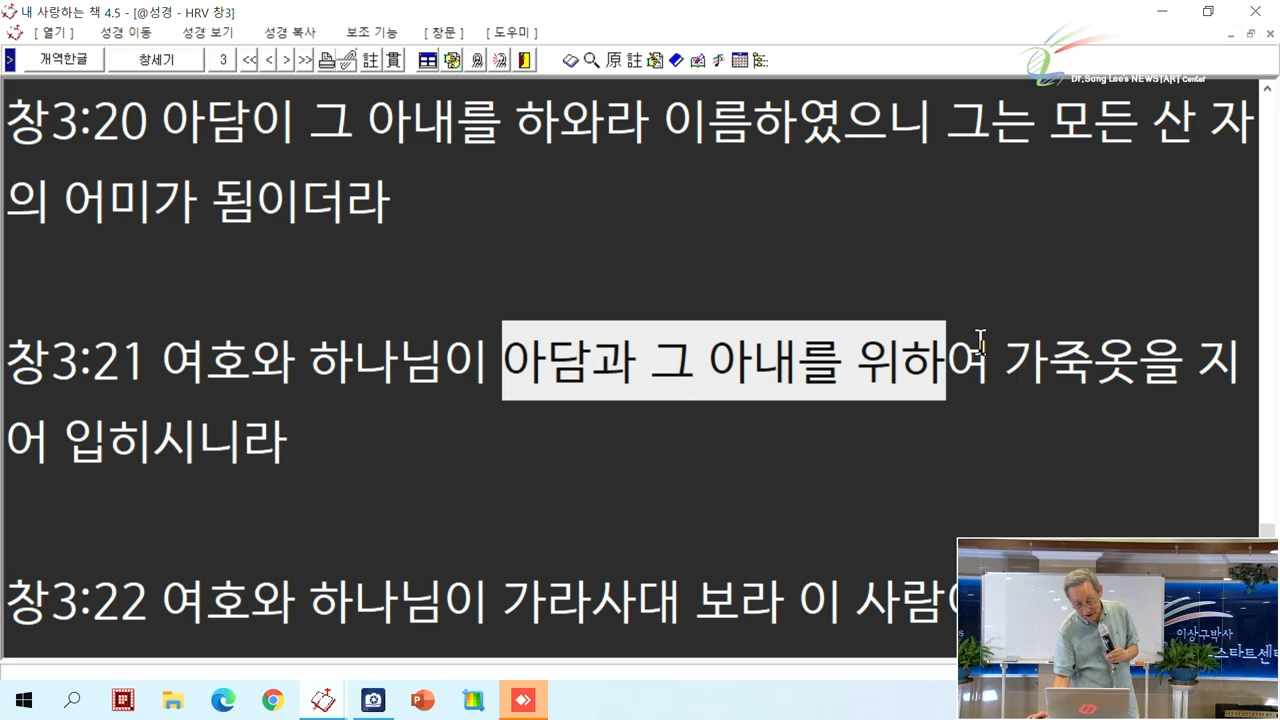 내 사랑하는 책 4.5 - [@성경 - HRV 창3]
[ 열기 ] 성경 이동 성경 보기 성경 복사 보조 기능 [ 창문 ] [ 도우미 ]
개역한글 창세기 3 << < > >> 註 貫 原 註
Dr.Sang Lee's NEWSTART Center
창3:20 아담이 그 아내를 하와라 이름하였으니 그는 모든 산 자
의 어미가 됨이더라
창3:21 여호와 하나님이 아담과 그 아내를 위하여 가죽옷을 지
어 입히시니라
창3:22 여호와 하나님이 가라사대 보라 이 사람
이상구박사
스타트센